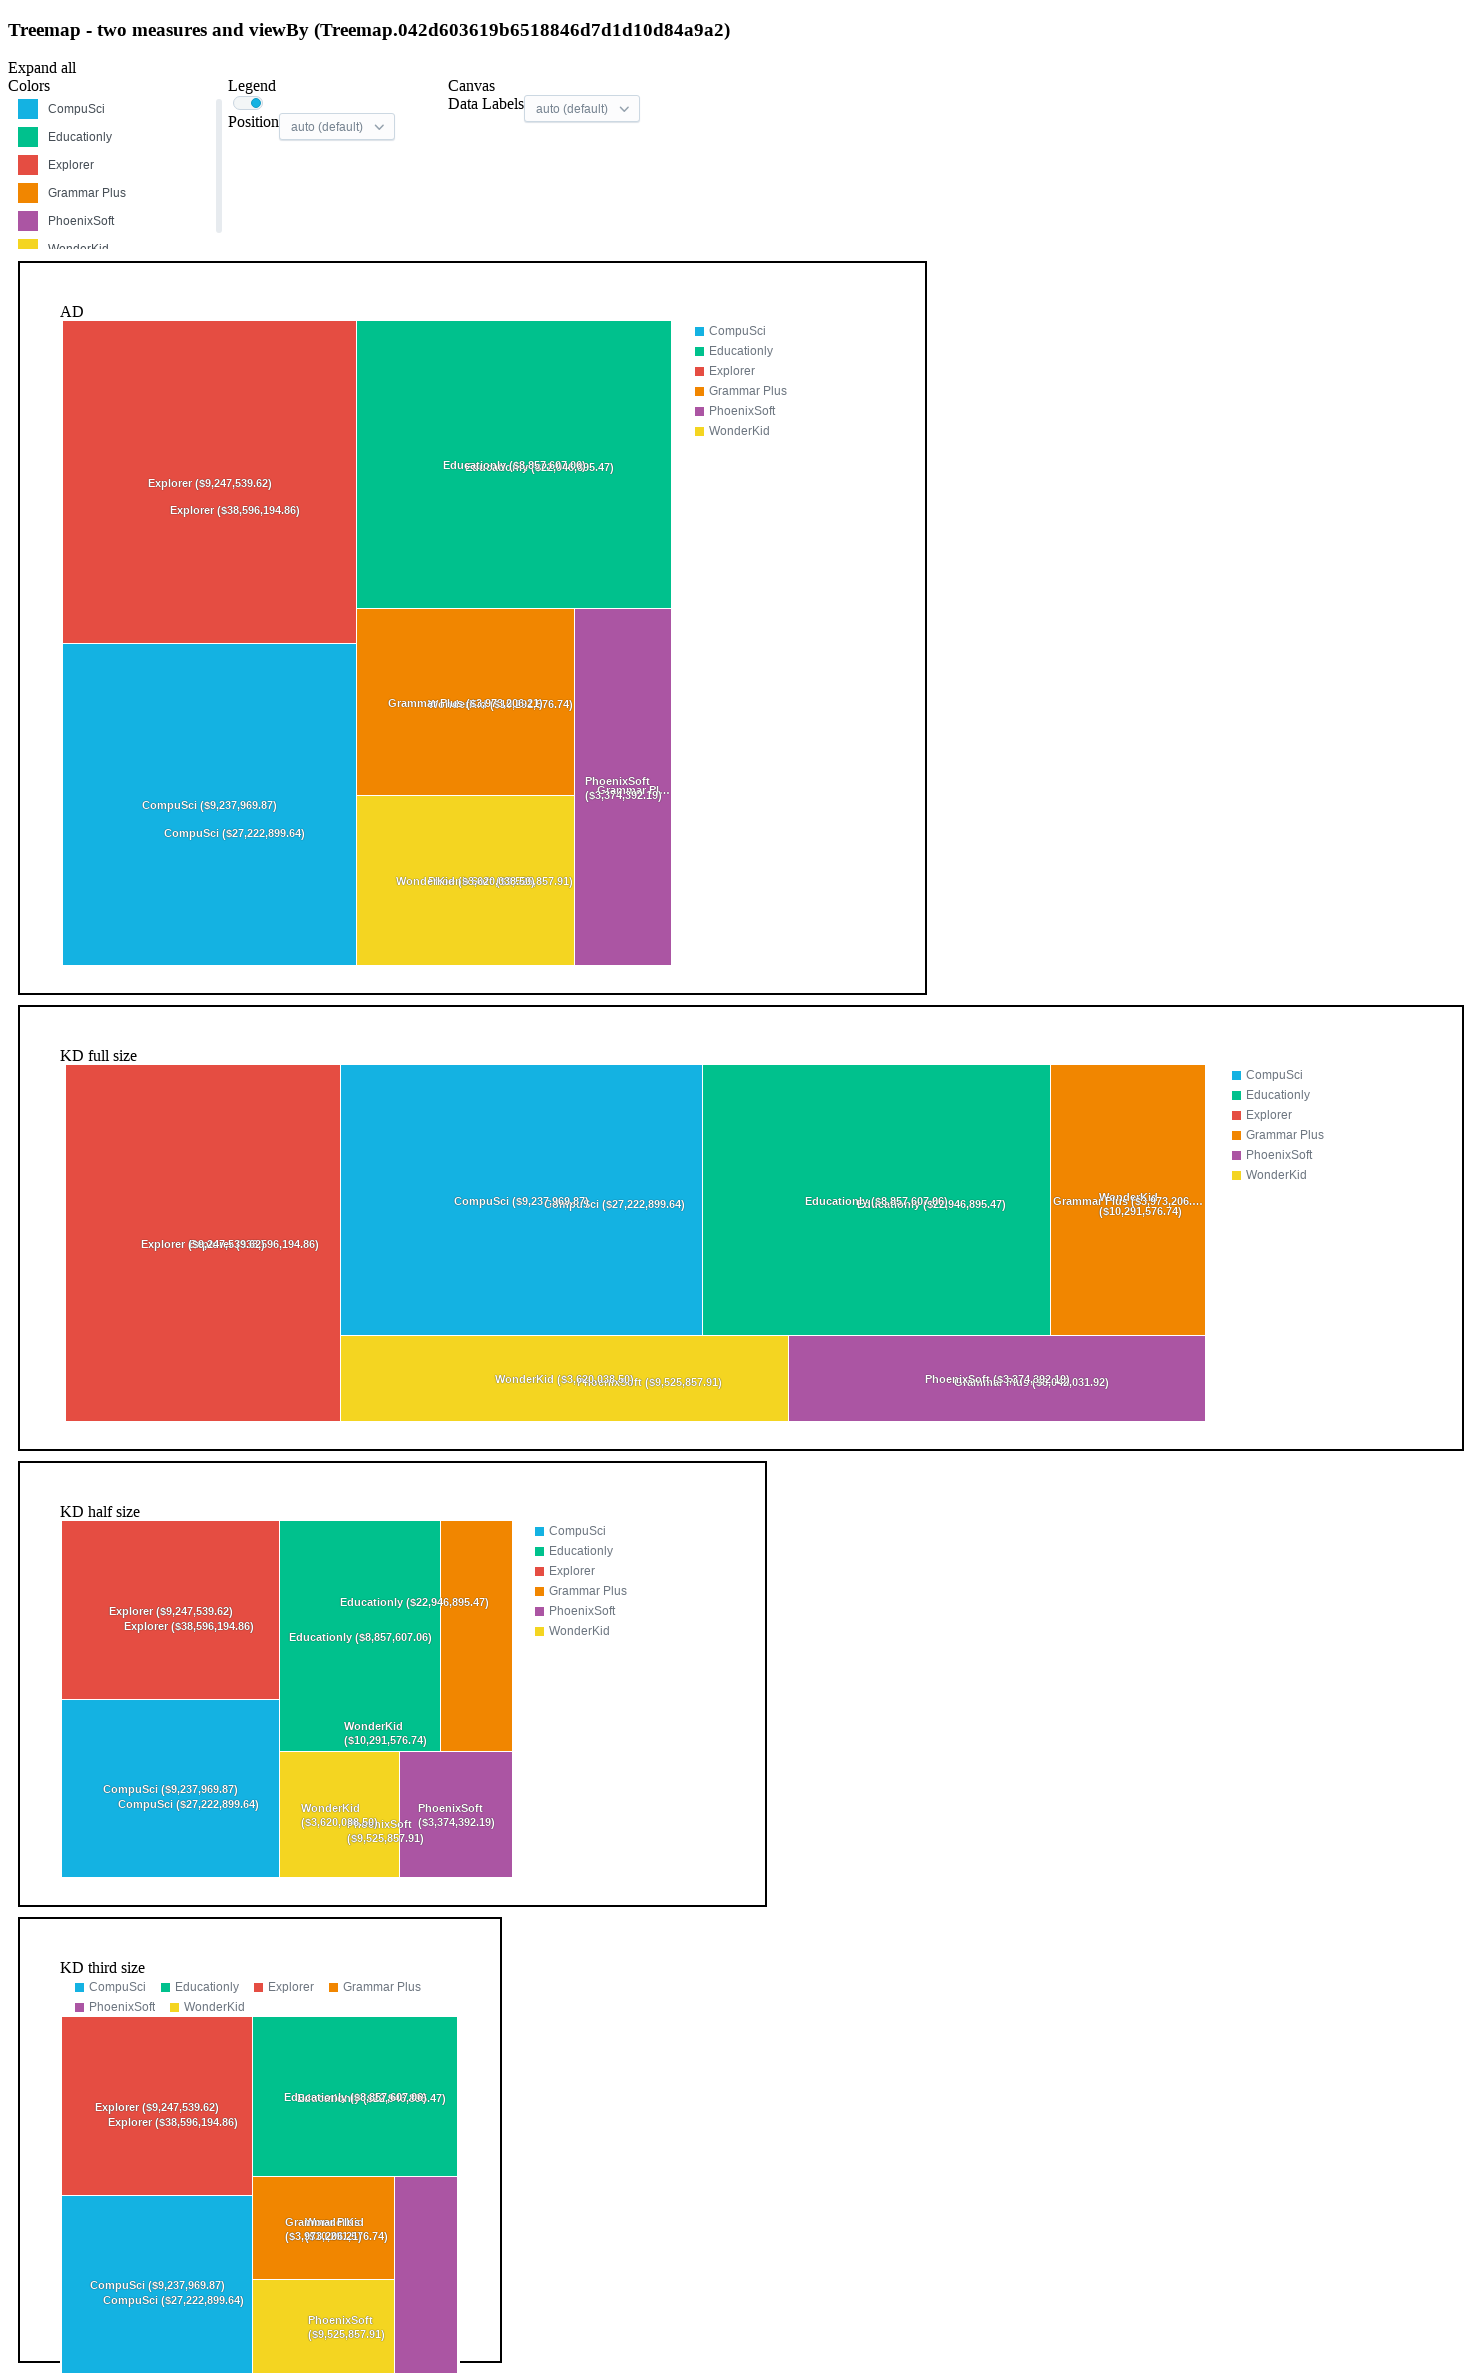 Treemap - two measures and viewBy (Treemap.042d603619b6518846d7d1d10d84a9a2)
Expand all
Colors
CompuSci
Educationly
Explorer
Grammar Plus
PhoenixSoft
WonderKid
Legend
Position auto (default)
Canvas
Data Labels auto (default)
AD
CompuSci
Educationly
Explorer
Grammar Plus
PhoenixSoft
WonderKid
Educationly ($8,857,607.06)
Educationly ($22,946,895.47)
Explorer ($9,247,539.62)
Explorer ($38,596,194.86)
Grammar Plus ($3,973,206.21)
WonderKid ($10,291,576.74)
PhoenixSoft
($3,374,392.19)
Grammar Pl…
CompuSci ($9,237,969.87)
CompuSci ($27,222,899.64)
WonderKid ($3,620,038.50)
PhoenixSoft ($9,525,857.91)
KD full size
CompuSci
Educationly
Explorer
Grammar Plus
PhoenixSoft
WonderKid
CompuSci ($9,237,969.87)
CompuSci ($27,222,899.64)
Educationly ($8,857,607.06)
Educationly ($22,946,895.47)
Grammar Plus ($3,973,206.…
WonderKid
($10,291,576.74)
Explorer ($9,247,539.62)
Explorer ($38,596,194.86)
WonderKid ($3,620,038.50)
PhoenixSoft ($9,525,857.91)
PhoenixSoft ($3,374,392.19)
KD half size
CompuSci
Educationly
Explorer
Grammar Plus
PhoenixSoft
WonderKid
Educationly ($22,946,895.47)
Explorer ($9,247,539.62)
Explorer ($38,596,194.86)
Educationly ($8,857,607.06)
WonderKid
($10,291,576.74)
CompuSci ($9,237,969.87)
CompuSci ($27,222,899.64)
WonderKid
($3,620,038.50)
PhoenixSoft
($9,525,857.91)
PhoenixSoft
($3,374,392.19)
KD third size
CompuSci Educationly Explorer Grammar Plus
PhoenixSoft WonderKid
Educationly ($8,857,607.06)
Educationly ($22,946,895.47)
Explorer ($9,247,539.62)
Explorer ($38,596,194.86)
Grammar Plus
($3,973,206.21)
WonderKid
($10,291,576.74)
CompuSci ($9,237,969.87)
CompuSci ($27,222,899.64)
PhoenixSoft
($9,525,857.91)